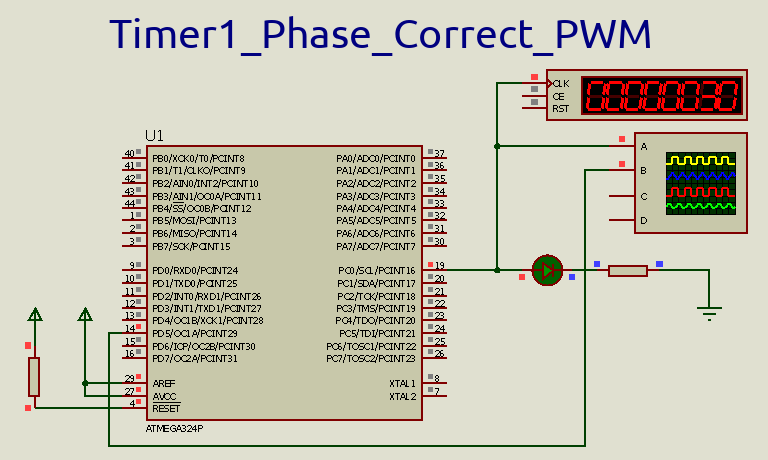 Timer1_Phase_Correct_PWM
CLK
CE
RST
A
B
C
D
U1
40 PB0/XCK0/T0/PCINT8 PA0/ADC0/PCINT0 37
41 PB1/T1/CLKO/PCINT9 PA1/ADC1/PCINT1 36
42 PB2/AIN0/INT2/PCINT10 PA2/ADC2/PCINT2 35
43 PB3/AIN1/OC0A/PCINT11 PA3/ADC3/PCINT3 34
44 PB4/SS/OC0B/PCINT12 PA4/ADC4/PCINT4 33
1 PB5/MOSI/PCINT13 PA5/ADC5/PCINT5 32
2 PB6/MISO/PCINT14 PA6/ADC6/PCINT6 31
3 PB7/SCK/PCINT15 PA7/ADC7/PCINT7 30
9 PD0/RXD0/PCINT24 PC0/SCL/PCINT16 19
10 PD1/TXD0/PCINT25 PC1/SDA/PCINT17 20
11 PD2/INT0/RXD1/PCINT26 PC2/TCK/PCINT18 21
12 PD3/INT1/TXD1/PCINT27 PC3/TMS/PCINT19 22
13 PD4/OC1B/XCK1/PCINT28 PC4/TDO/PCINT20 23
14 PD5/OC1A/PCINT29 PC5/TDI/PCINT21 24
15 PD6/ICP/OC2B/PCINT30 PC6/TOSC1/PCINT22 25
16 PD7/OC2A/PCINT31 PC7/TOSC2/PCINT23 26
29 AREF XTAL1 8
27 AVCC XTAL2 7
4 RESET
ATMEGA324P